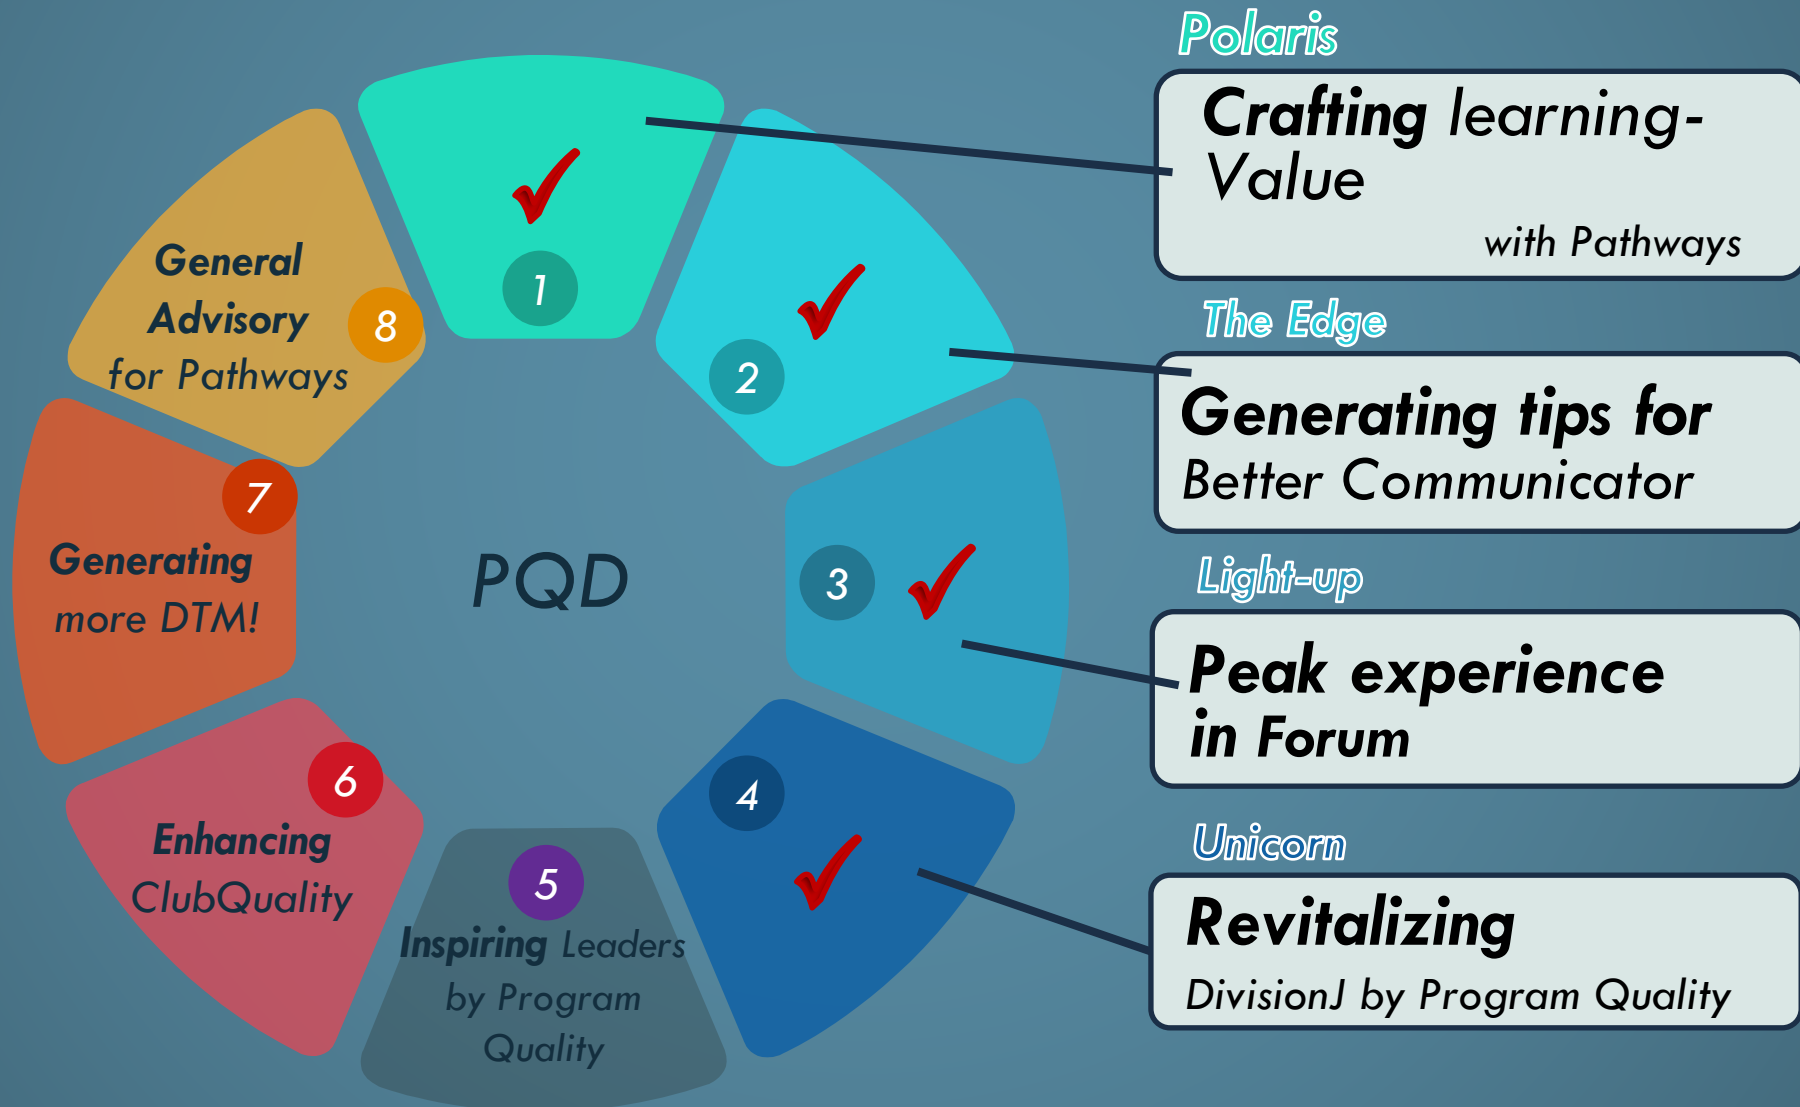 Polaris
Crafting learning-
Value
with Pathways
The Edge
Generating tips for
Better Communicator
Light-up
Peak experience
in Forum
Unicorn
Revitalizing
DivisionJ by Program Quality
PQD
1
2
3
4
5
Inspiring Leaders
by Program
Quality
6
Enhancing
ClubQuality
7
Generating
more DTM!
8
General
Advisory
for Pathways